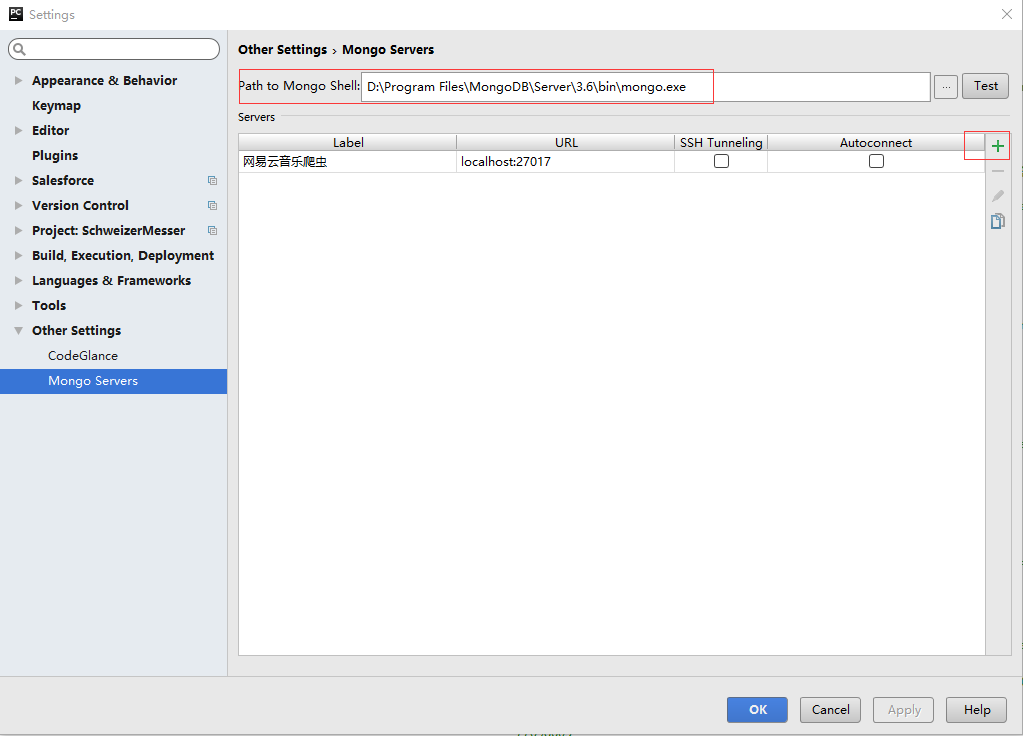 PC Settings
Other Settings › Mongo Servers
Appearance & Behavior
Keymap
Editor
Plugins
Salesforce
Version Control
Project: SchweizerMesser
Build, Execution, Deployment
Languages & Frameworks
Tools
Other Settings
CodeGlance
Mongo Servers
Path to Mongo Shell: D:\Program Files\MongoDB\Server\3.6\bin\mongo.exe ... Test
Servers
Label URL SSH Tunneling Autoconnect
网易云音乐爬虫 localhost:27017
OK Cancel Apply Help